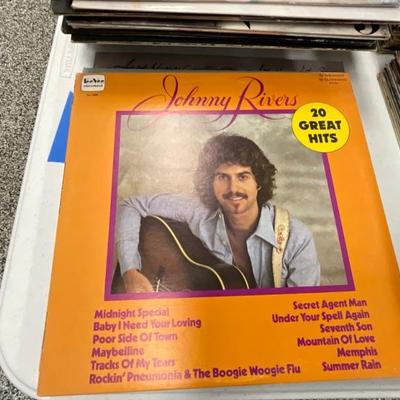 Johnny Rivers
20
GREAT
HITS
Midnight Special
Baby I Need Your Loving
Poor Side Of Town
Maybelline
Tracks Of My Tears
Rockin' Pneumonia & The Boogie Woogie Flu
Secret Agent Man
Under Your Spell Again
Seventh Son
Mountain Of Love
Memphis
Summer Rain